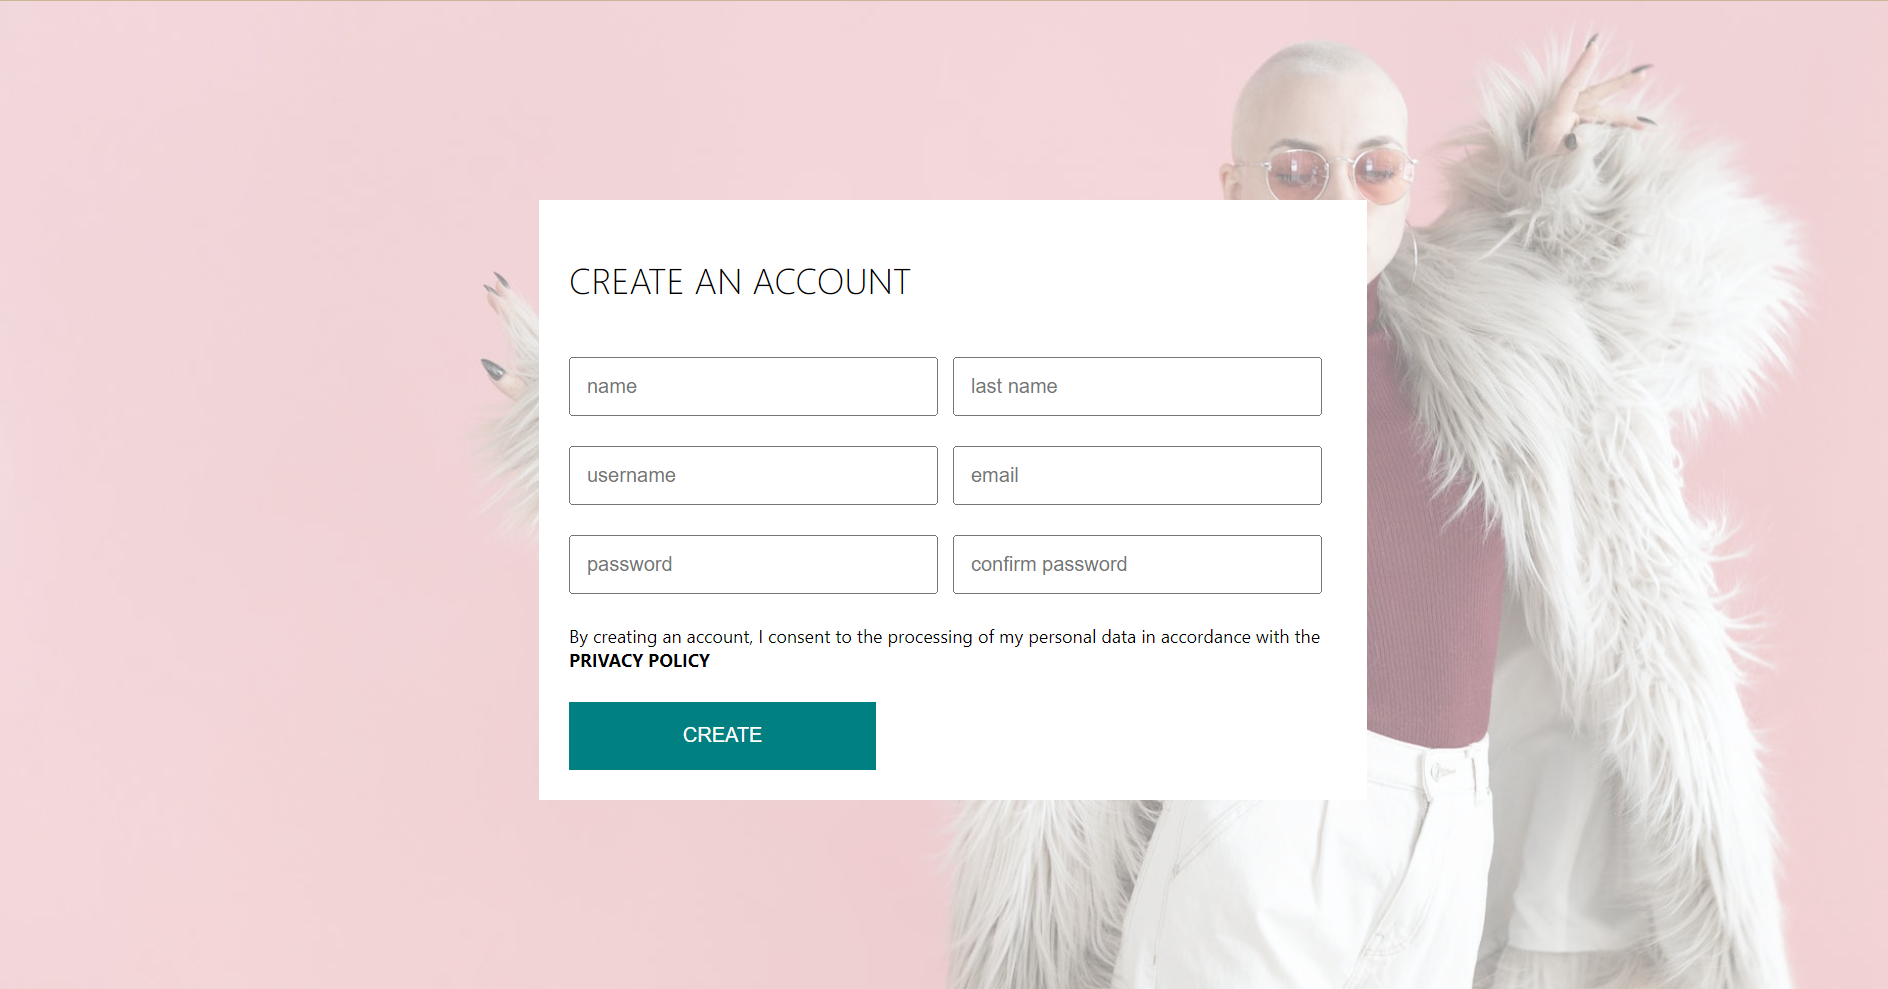 CREATE AN ACCOUNT
name
last name
username
email
password
confirm password
By creating an account, I consent to the processing of my personal data in accordance with the
PRIVACY POLICY
CREATE